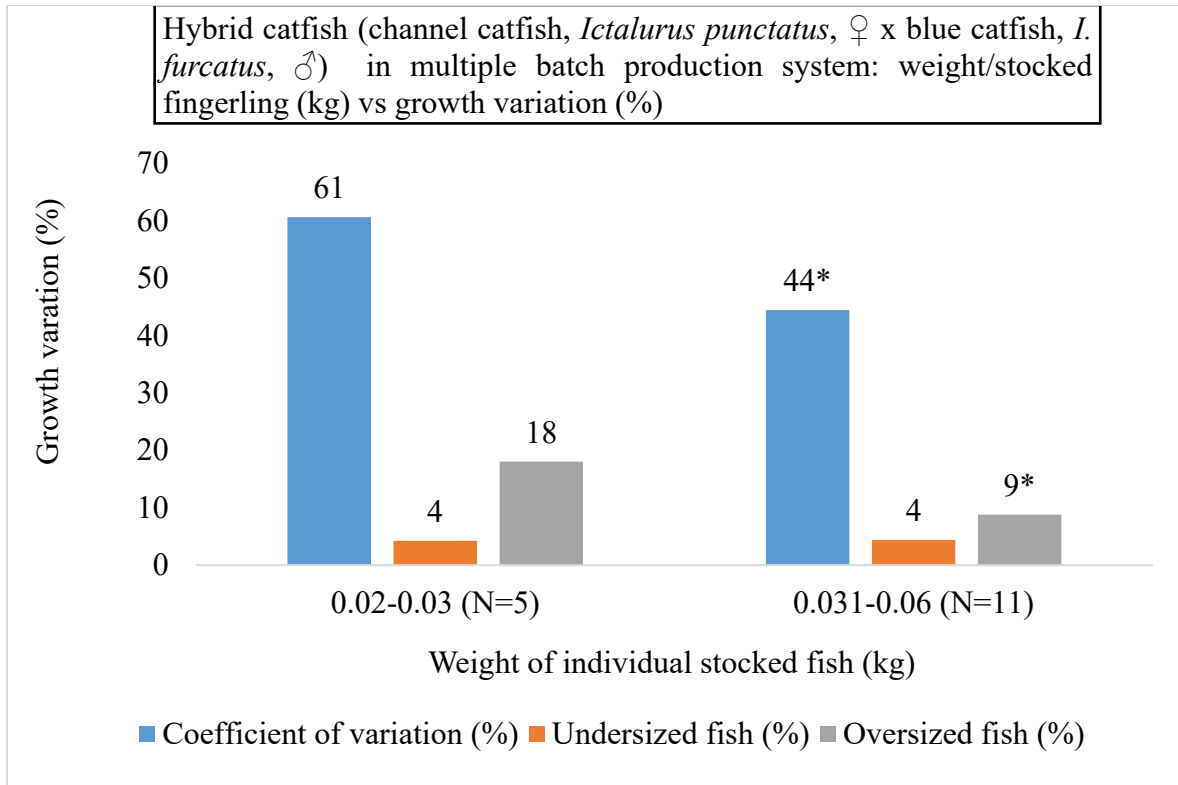 Hybrid catfish (channel catfish, Ictalurus punctatus, ♀ x blue catfish, I.
furcatus, ♂) in multiple batch production system: weight/stocked
fingerling (kg) vs growth variation (%)
Growth varation (%)
70
60
50
40
30
20
10
0
61
4
18
44*
4
9*
0.02-0.03 (N=5)
0.031-0.06 (N=11)
Weight of individual stocked fish (kg)
Coefficient of variation (%)
Undersized fish (%)
Oversized fish (%)